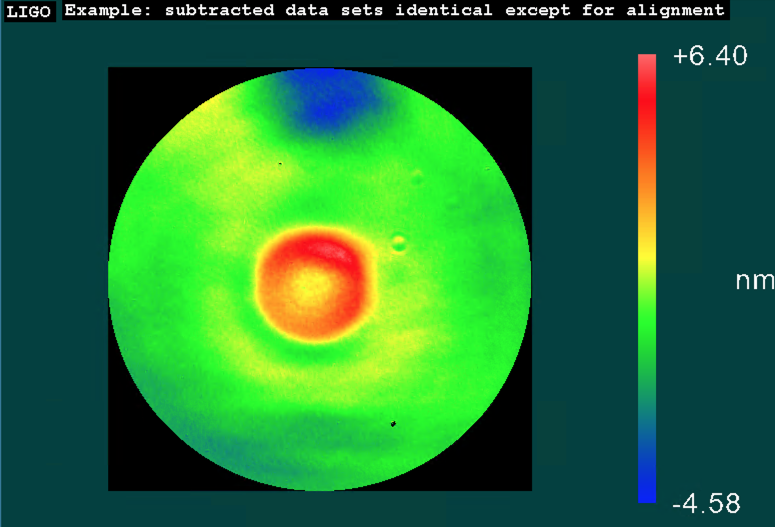 LIGO Example: subtracted data sets identical except for alignment
+6.40
nm
-4.58